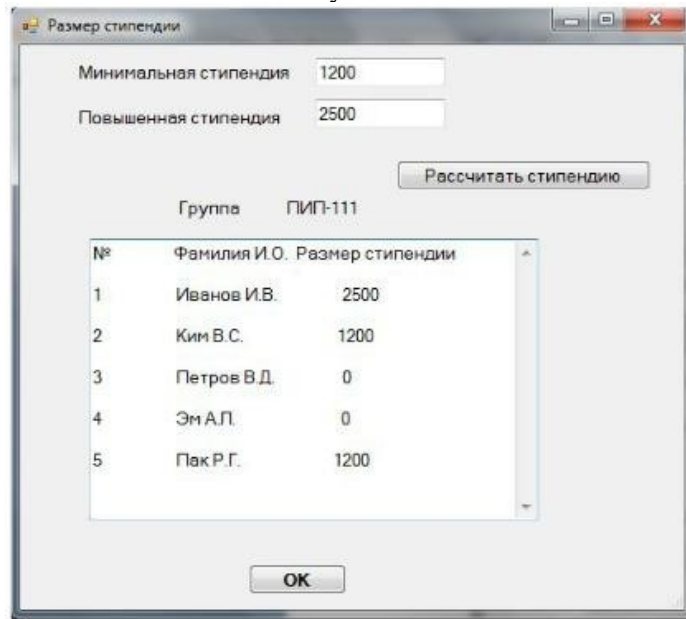 Размер стипендии
Минимальная стипендия 1200
Повышенная стипендия 2500
Рассчитать стипендию
Группа ПИП-111
№ Фамилия И.О. Размер стипендии
1 Иванов И.В. 2500
2 Ким В.С. 1200
3 Петров В.Д. 0
4 Эм А.П. 0
5 Пак Р.Г. 1200
OK